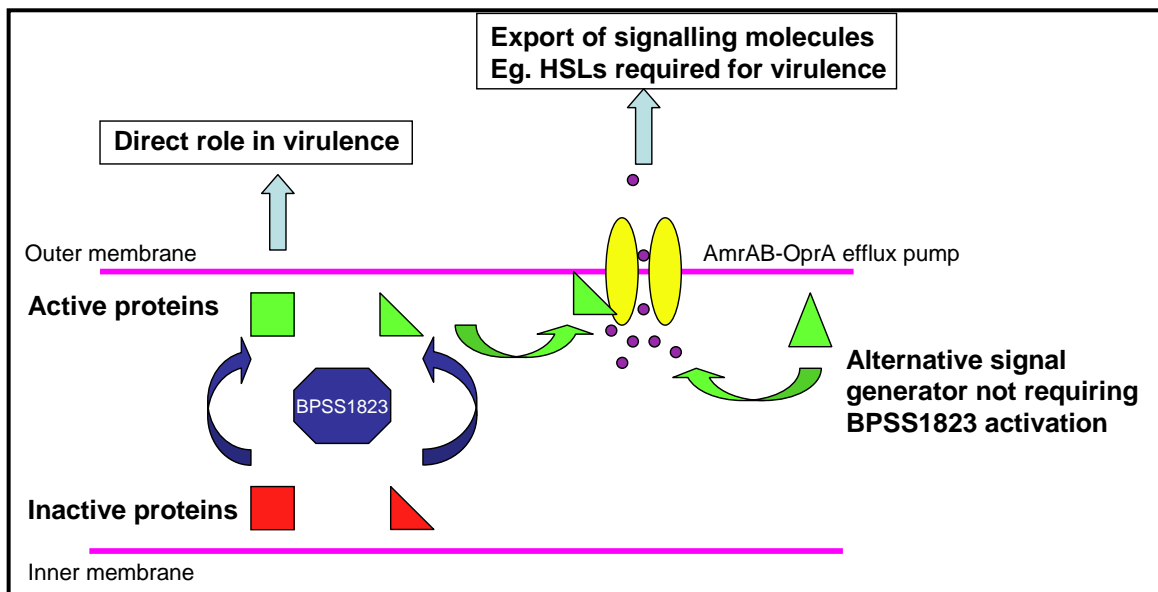 Export of signalling molecules
Eg. HSLs required for virulence
Direct role in virulence
Outer membrane
AmrAB-OprA efflux pump
Active proteins
Alternative signal
generator not requiring
BPSS1823 activation
BPSS1823
Inactive proteins
Inner membrane